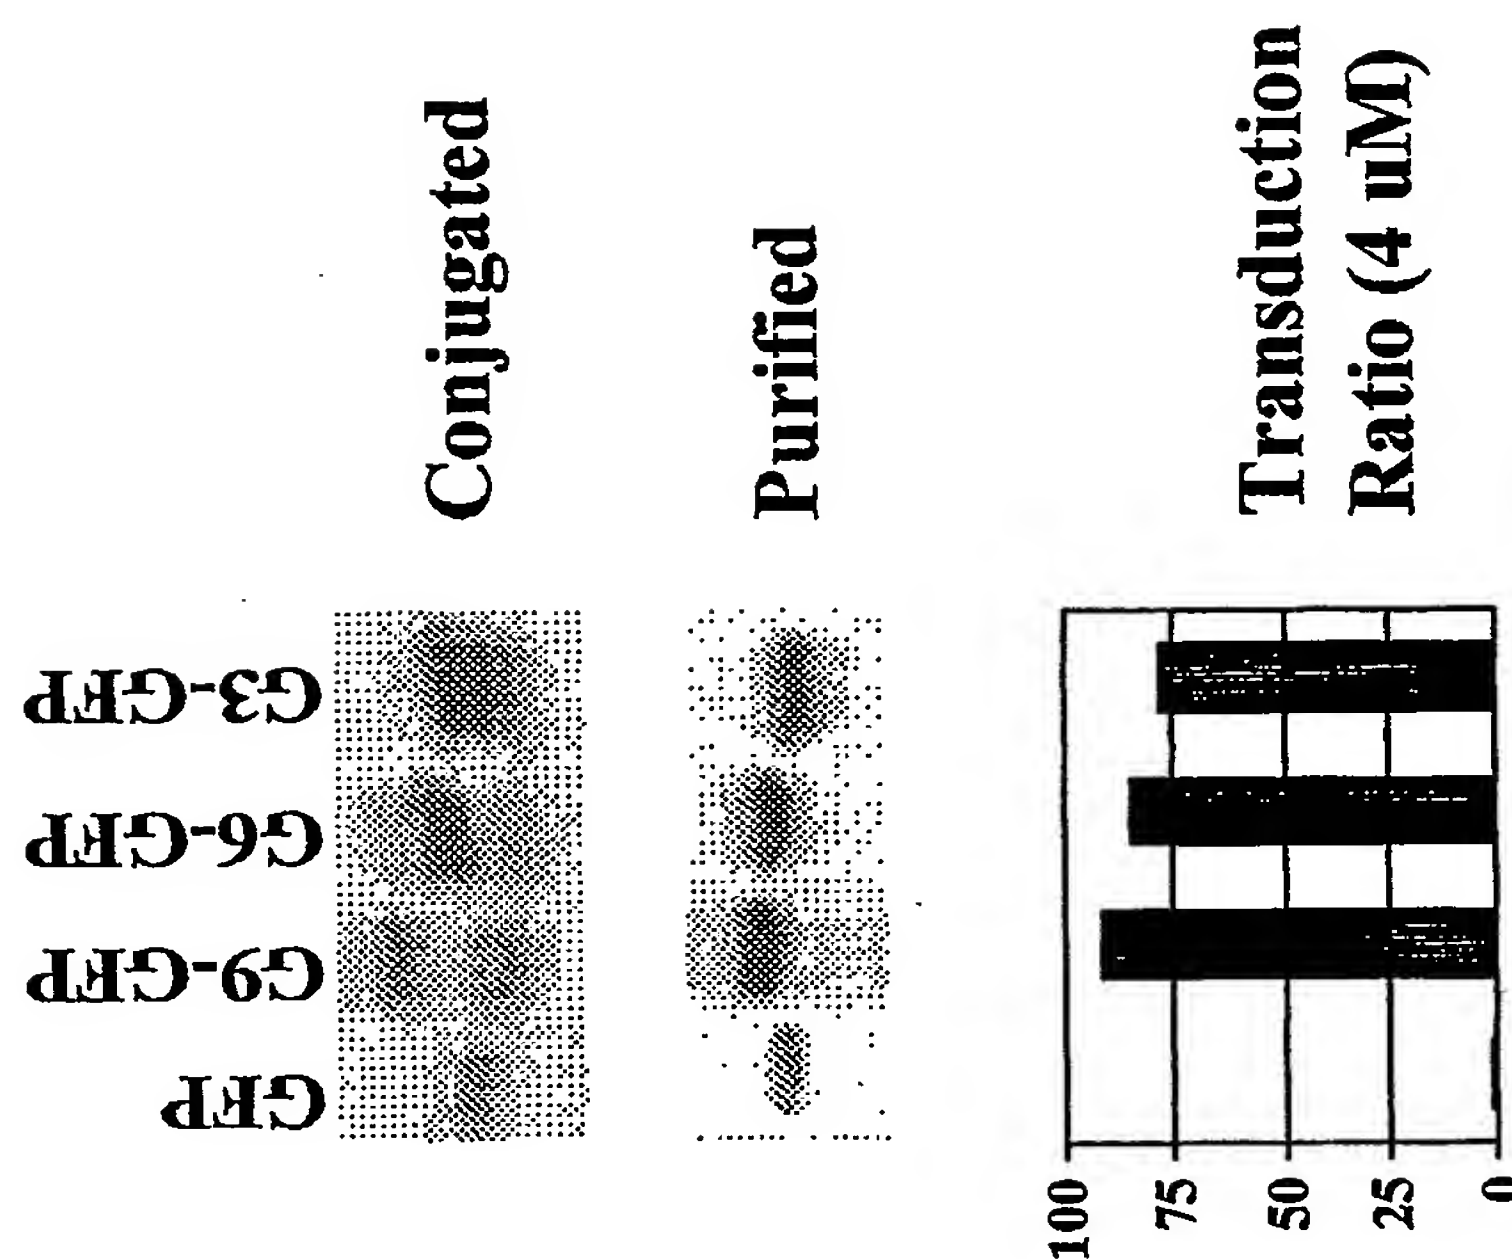 GFP
G9-GFP
G6-GFP
G3-GFP
Conjugated
Purified
Transduction
Ratio (4 uM)
100
75
50
25
0